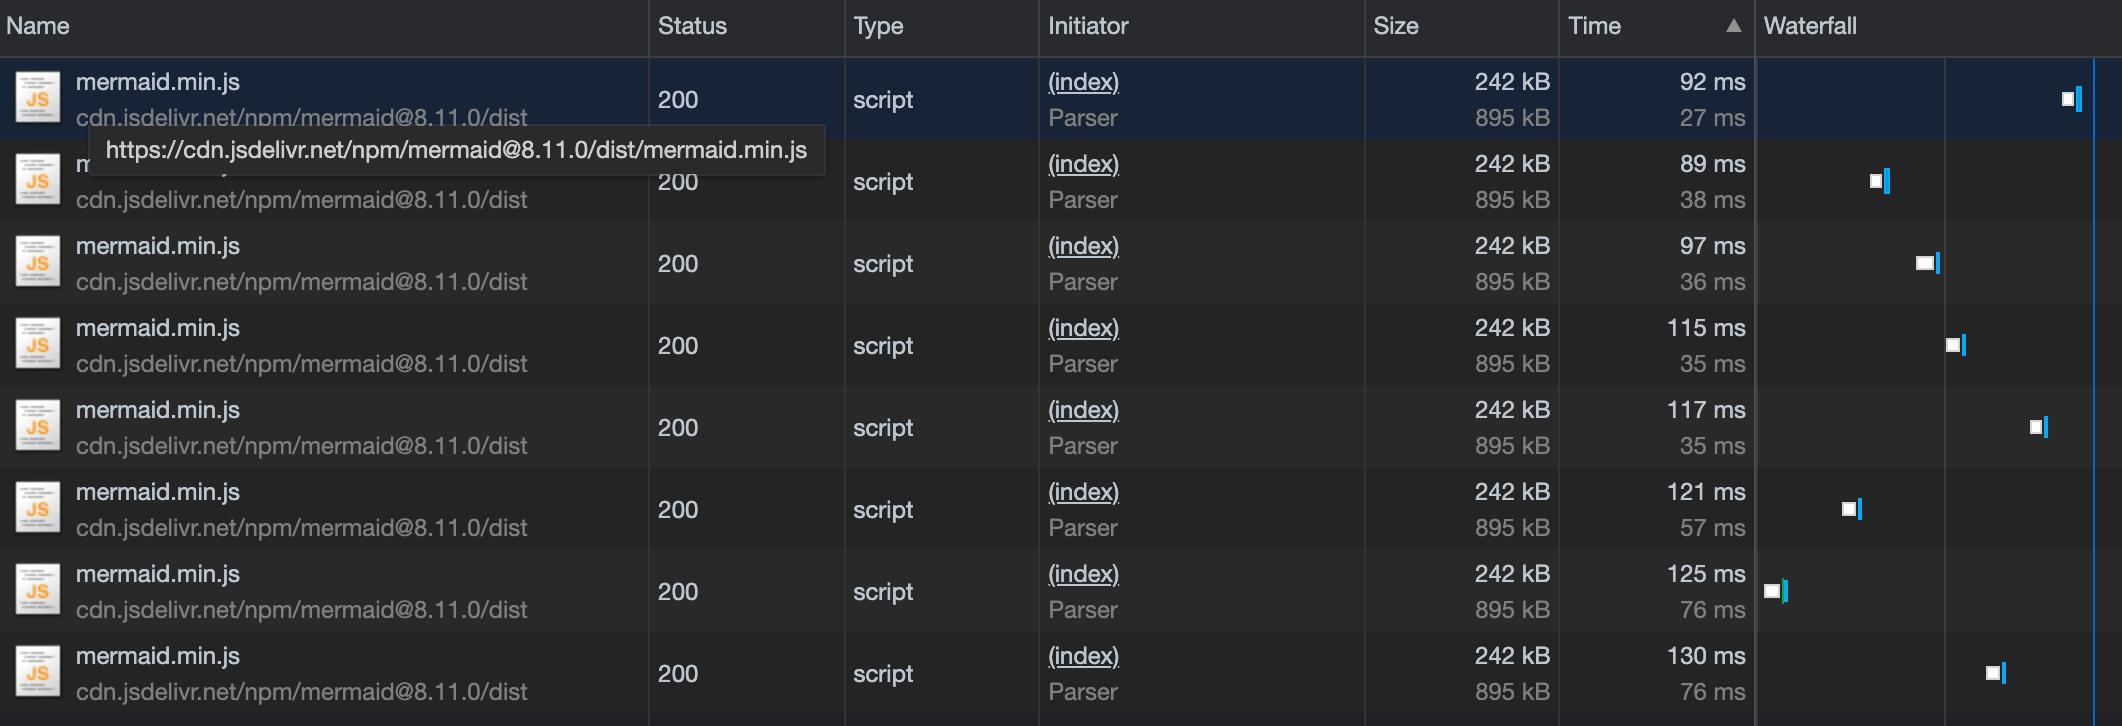 Name Status Type Initiator Size Time ▲ Waterfall
JS mermaid.min.js 200 script (index) 242 kB 92 ms
cdn.jsdelivr.net/npm/mermaid@8.11.0/dist Parser 895 kB 27 ms
https://cdn.jsdelivr.net/npm/mermaid@8.11.0/dist/mermaid.min.js
JS 200 script (index) 242 kB 89 ms
cdn.jsdelivr.net/npm/mermaid@8.11.0/dist Parser 895 kB 38 ms
JS mermaid.min.js 200 script (index) 242 kB 97 ms
cdn.jsdelivr.net/npm/mermaid@8.11.0/dist Parser 895 kB 36 ms
JS mermaid.min.js 200 script (index) 242 kB 115 ms
cdn.jsdelivr.net/npm/mermaid@8.11.0/dist Parser 895 kB 35 ms
JS mermaid.min.js 200 script (index) 242 kB 117 ms
cdn.jsdelivr.net/npm/mermaid@8.11.0/dist Parser 895 kB 35 ms
JS mermaid.min.js 200 script (index) 242 kB 121 ms
cdn.jsdelivr.net/npm/mermaid@8.11.0/dist Parser 895 kB 57 ms
JS mermaid.min.js 200 script (index) 242 kB 125 ms
cdn.jsdelivr.net/npm/mermaid@8.11.0/dist Parser 895 kB 76 ms
JS mermaid.min.js 200 script (index) 242 kB 130 ms
cdn.jsdelivr.net/npm/mermaid@8.11.0/dist Parser 895 kB 76 ms